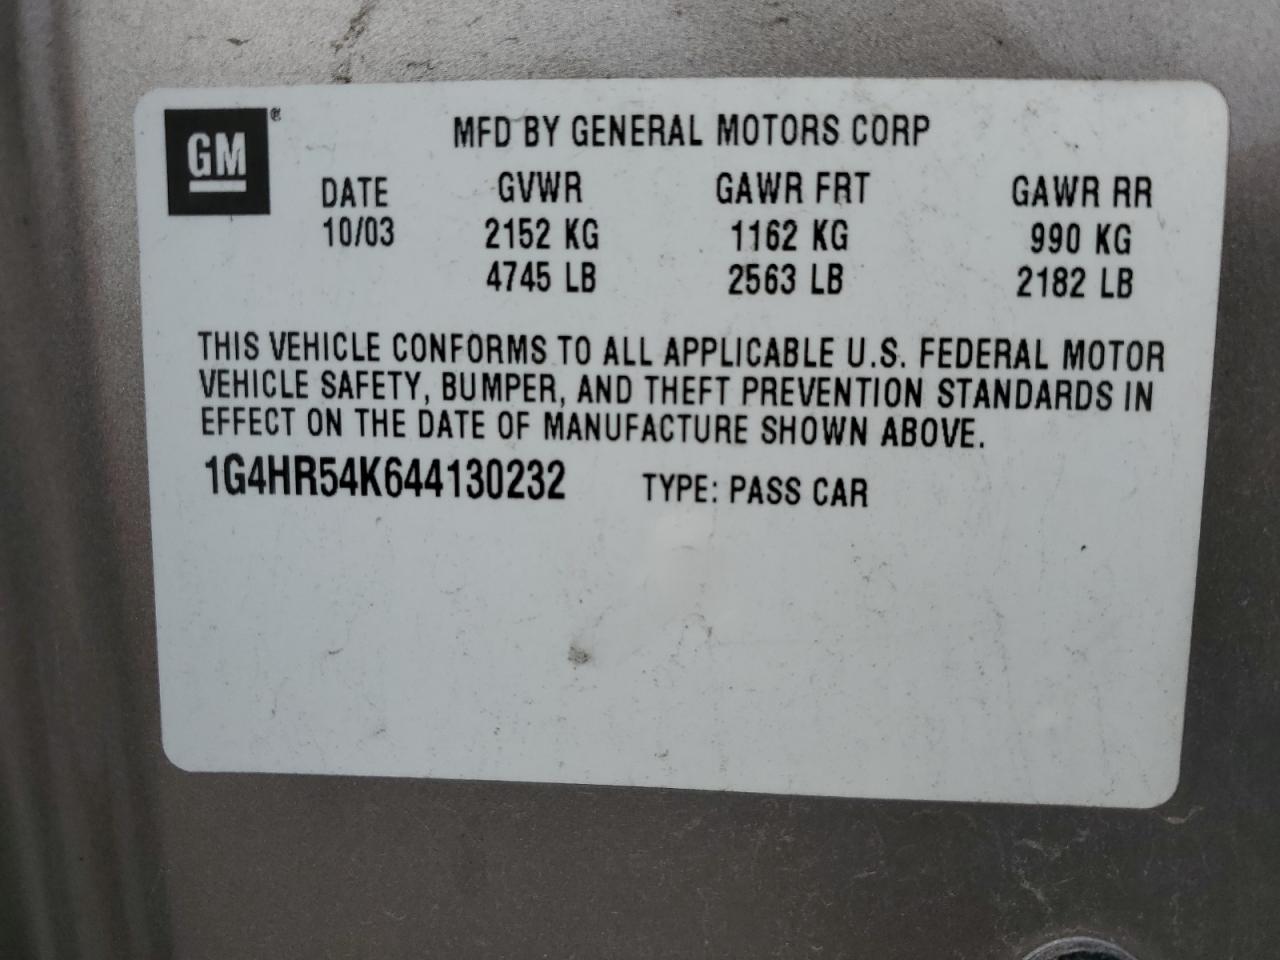 GM®
MFD BY GENERAL MOTORS CORP
DATE GVWR GAWR FRT GAWR RR
10/03 2152 KG 1162 KG 990 KG
4745 LB 2563 LB 2182 LB
THIS VEHICLE CONFORMS TO ALL APPLICABLE U.S. FEDERAL MOTOR
VEHICLE SAFETY, BUMPER, AND THEFT PREVENTION STANDARDS IN
EFFECT ON THE DATE OF MANUFACTURE SHOWN ABOVE.
1G4HR54K644130232 TYPE: PASS CAR